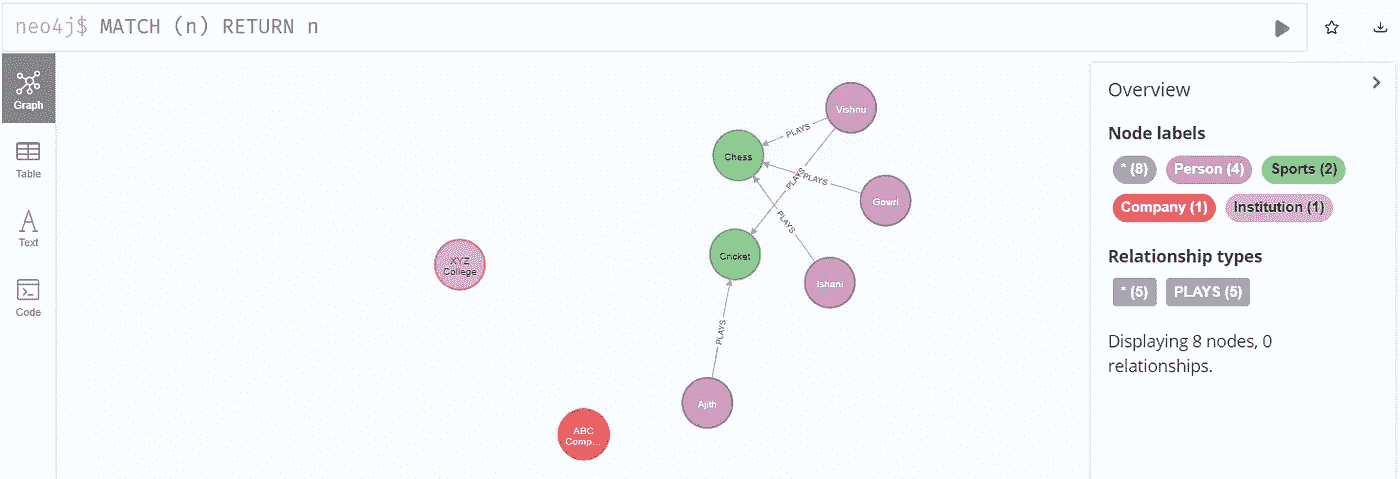 neo4j$ MATCH (n) RETURN n
Graph
Table
Text
Code
Vishnu
PLAYS
Chess
PLAYS
PLAYS
Gowri
PLAYS
Cricket
XYZ
College
Ishani
PLAYS
Ajith
ABC
Comp...
Overview
Node labels
* (8) Person (4) Sports (2)
Company (1) Institution (1)
Relationship types
* (5) PLAYS (5)
Displaying 8 nodes, 0
relationships.